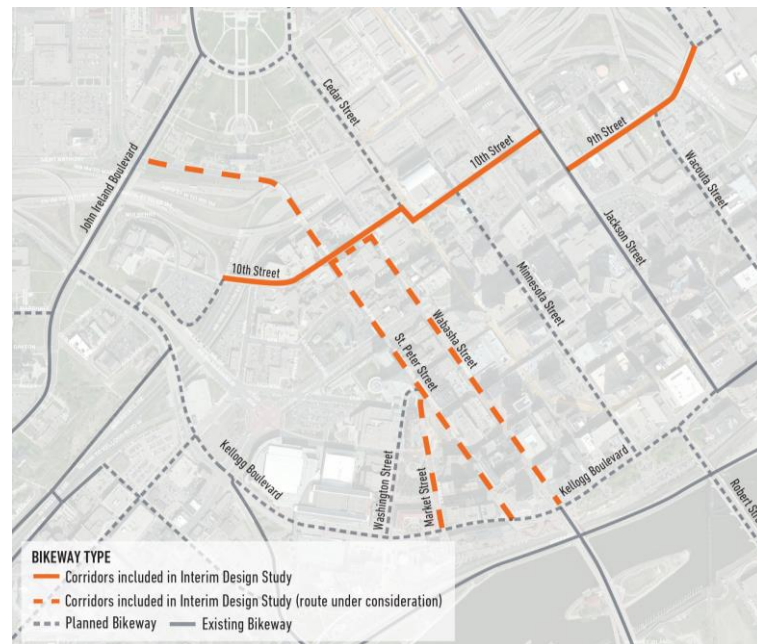 Cedar Street
10th Street
9th Street
Wacouta Street
John Ireland Boulevard
Jackson Street
10th Street
Minnesota Street
Wabasha Street
St. Peter Street
Kellogg Boulevard
Washington Street
Market Street
Kellogg Boulevard
BIKEWAY TYPE
Corridors included in Interim Design Study
Corridors included in Interim Design Study (route under consideration)
Planned Bikeway
Existing Bikeway